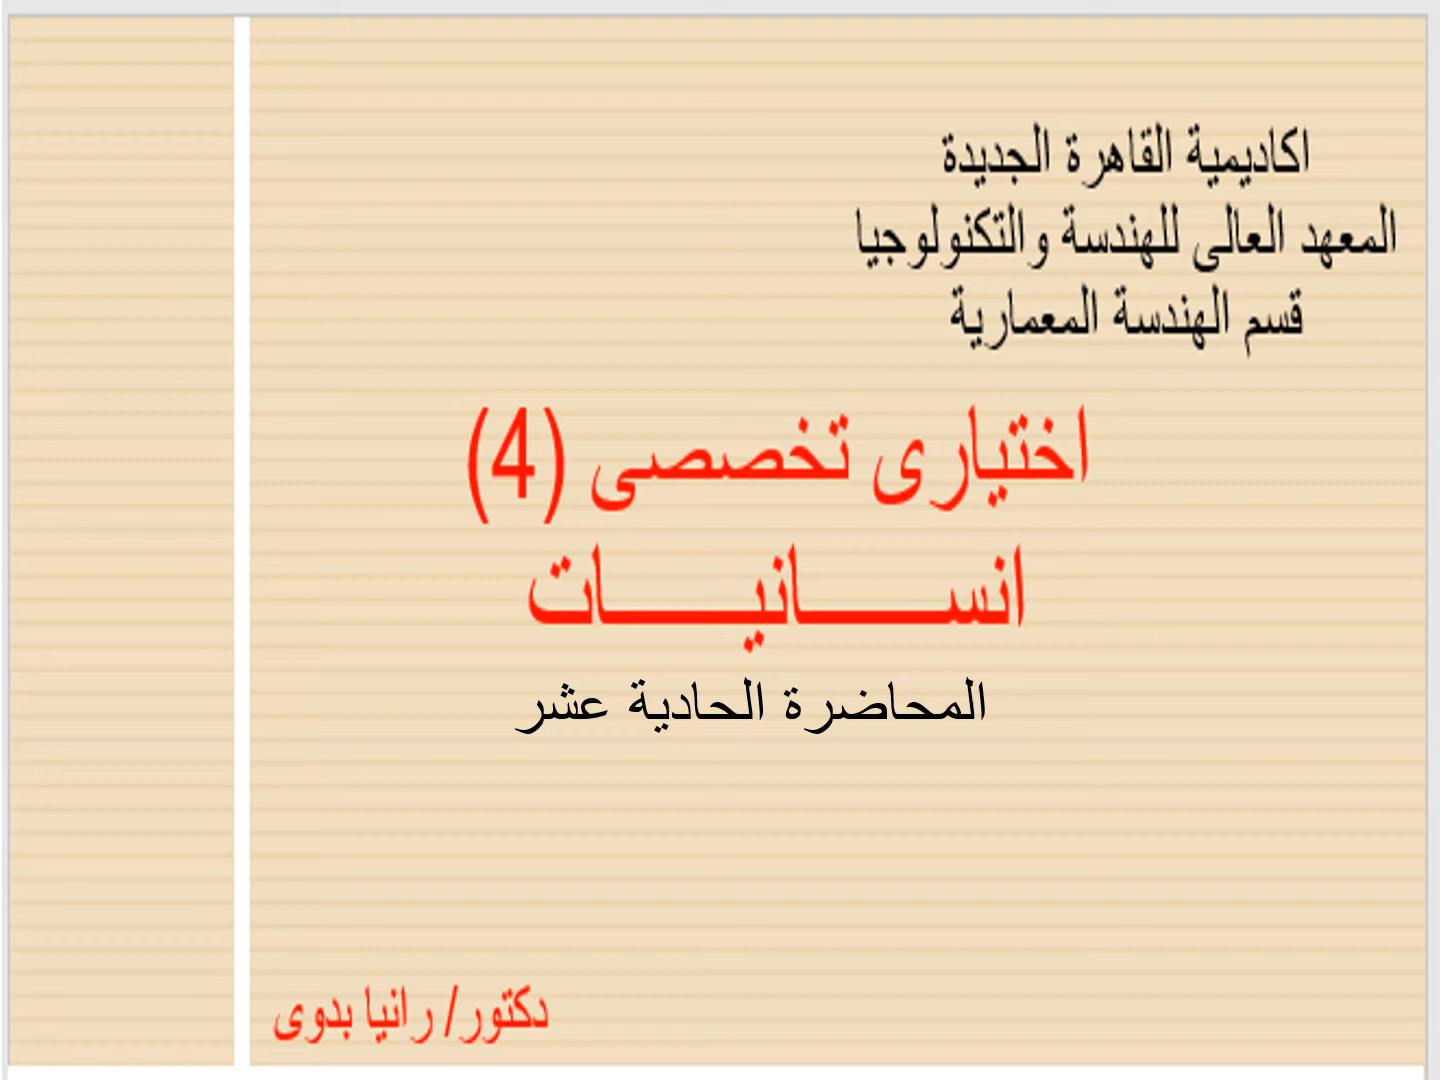 اكاديمية القاهرة الجديدة
المعهد العالى للهندسة والتكنولوجيا
قسم الهندسة المعمارية
اختيارى تخصصى (4)
انســـــانيـــــات
المحاضرة الحادية عشر
دكتور/ رانيا بدوى